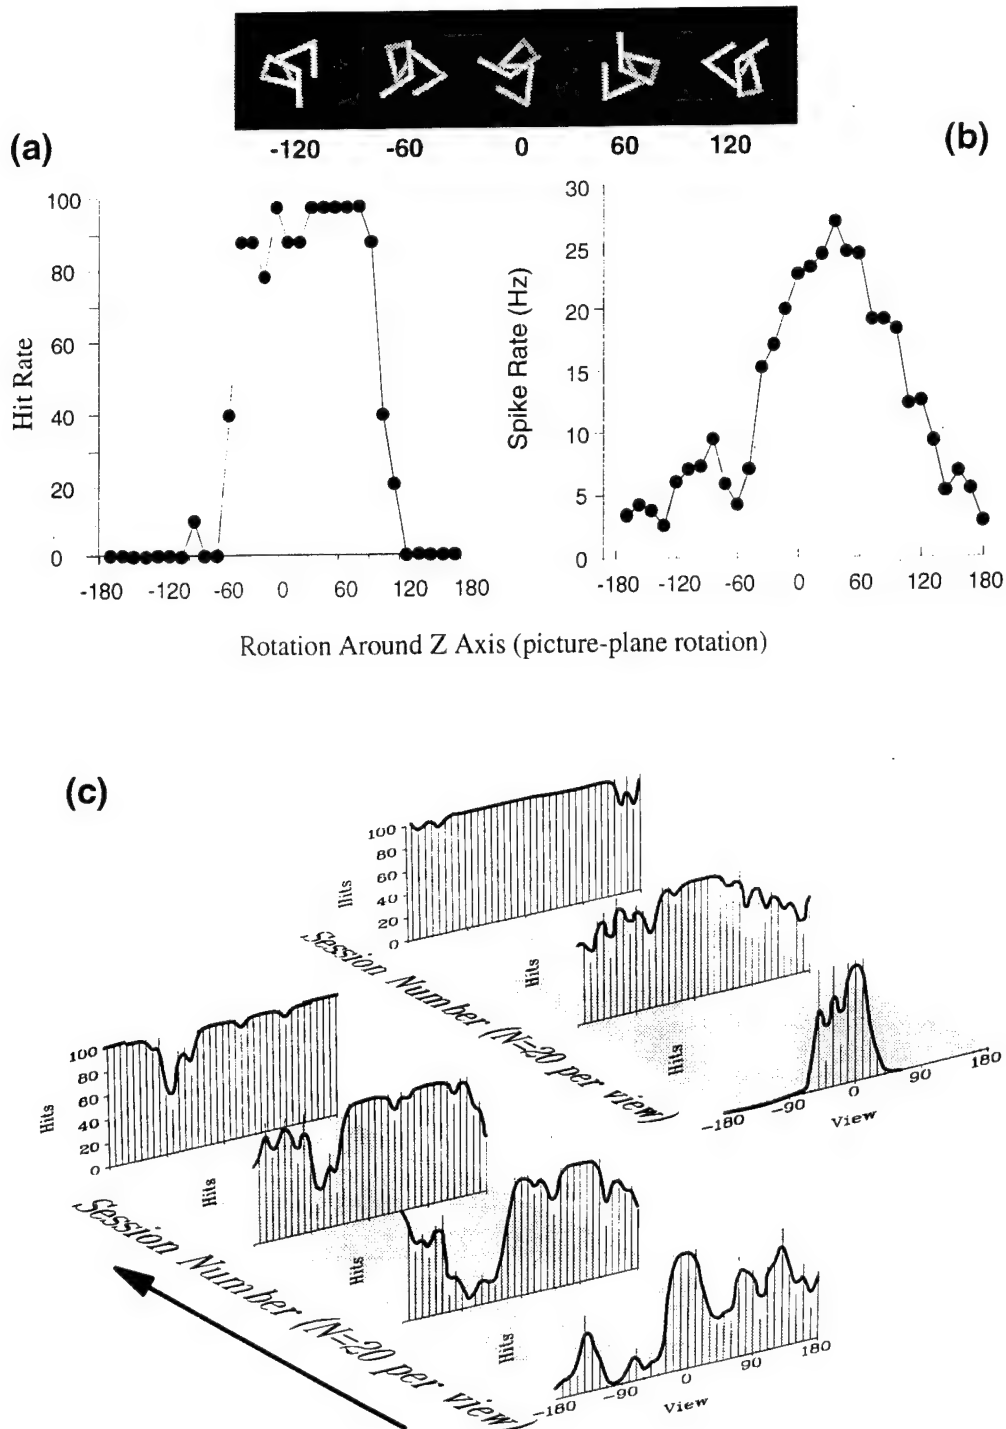 (a)
(b)
-120 -60 0 60 120
100
80
60
40
20
0
Hit Rate
-180 -120 -60 0 60 120 180
30
25
20
15
10
5
0
Spike Rate (Hz)
-180 -120 -60 0 60 120 180
Rotation Around Z Axis (picture-plane rotation)
(c)
100
80
60
40
20
0
Hits
Hits
Hits
Session Number (N=20 per view)
-180 -90 0 90 180
View
100
80
60
40
20
0
Hits
Hits
Hits
Hits
Session Number (N=20 per view)
-180 -90 0 90 180
View